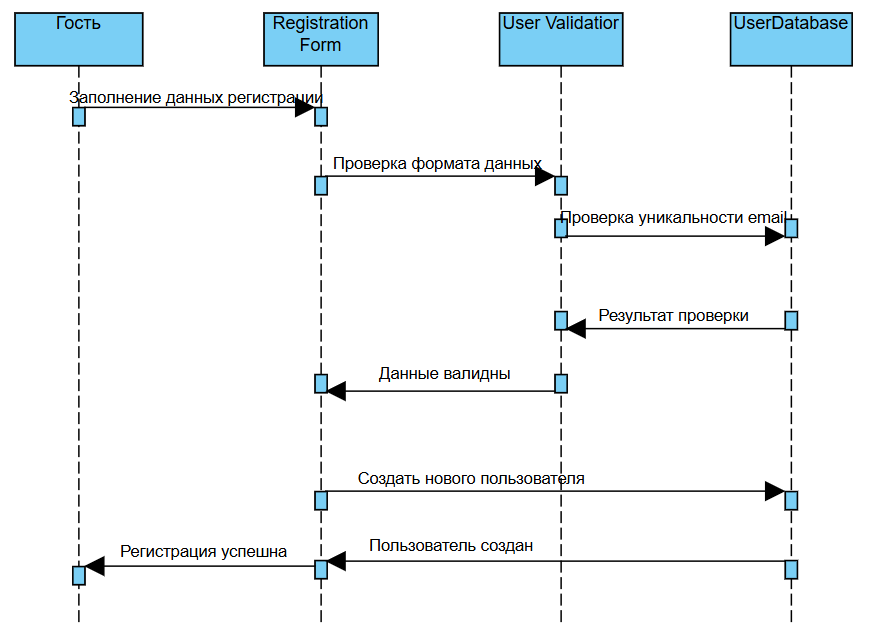 Гость
Registration
Form
User Validatior
UserDatabase
Заполнение данных регистрации
Проверка формата данных
Проверка уникальности email
Результат проверки
Данные валидны
Создать нового пользователя
Пользователь создан
Регистрация успешна